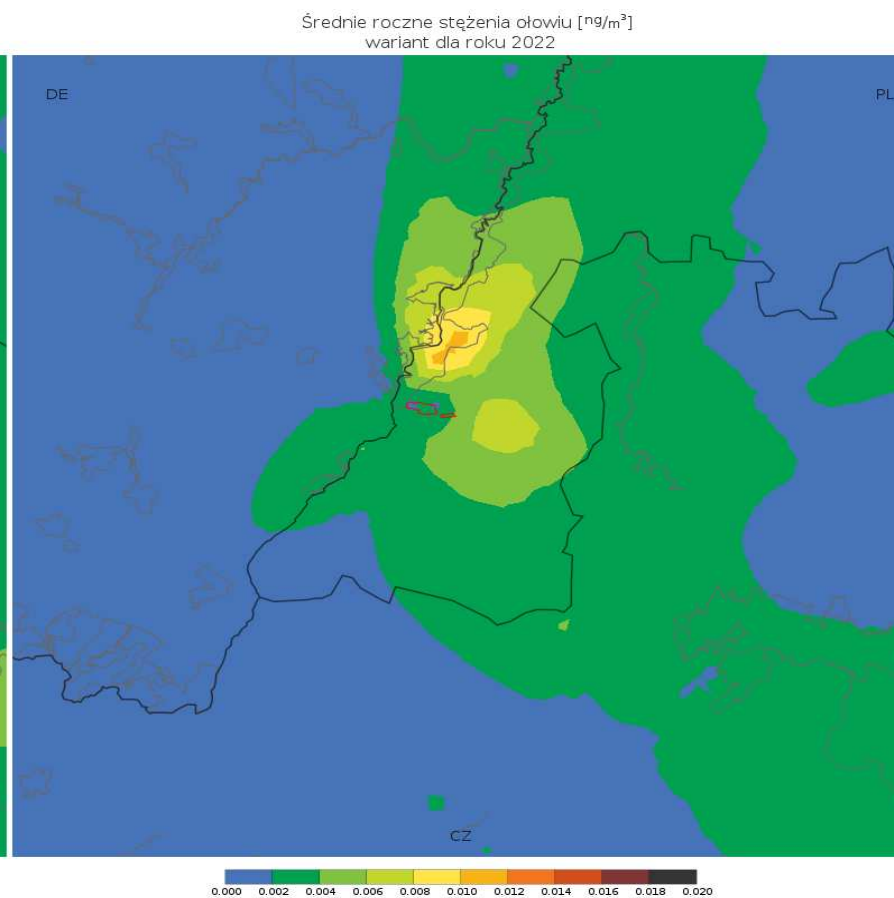 Średnie roczne stężenia ołowiu [ng/m³]
wariant dla roku 2022
DE
PL
CZ
0.000 0.002 0.004 0.006 0.008 0.010 0.012 0.014 0.016 0.018 0.020